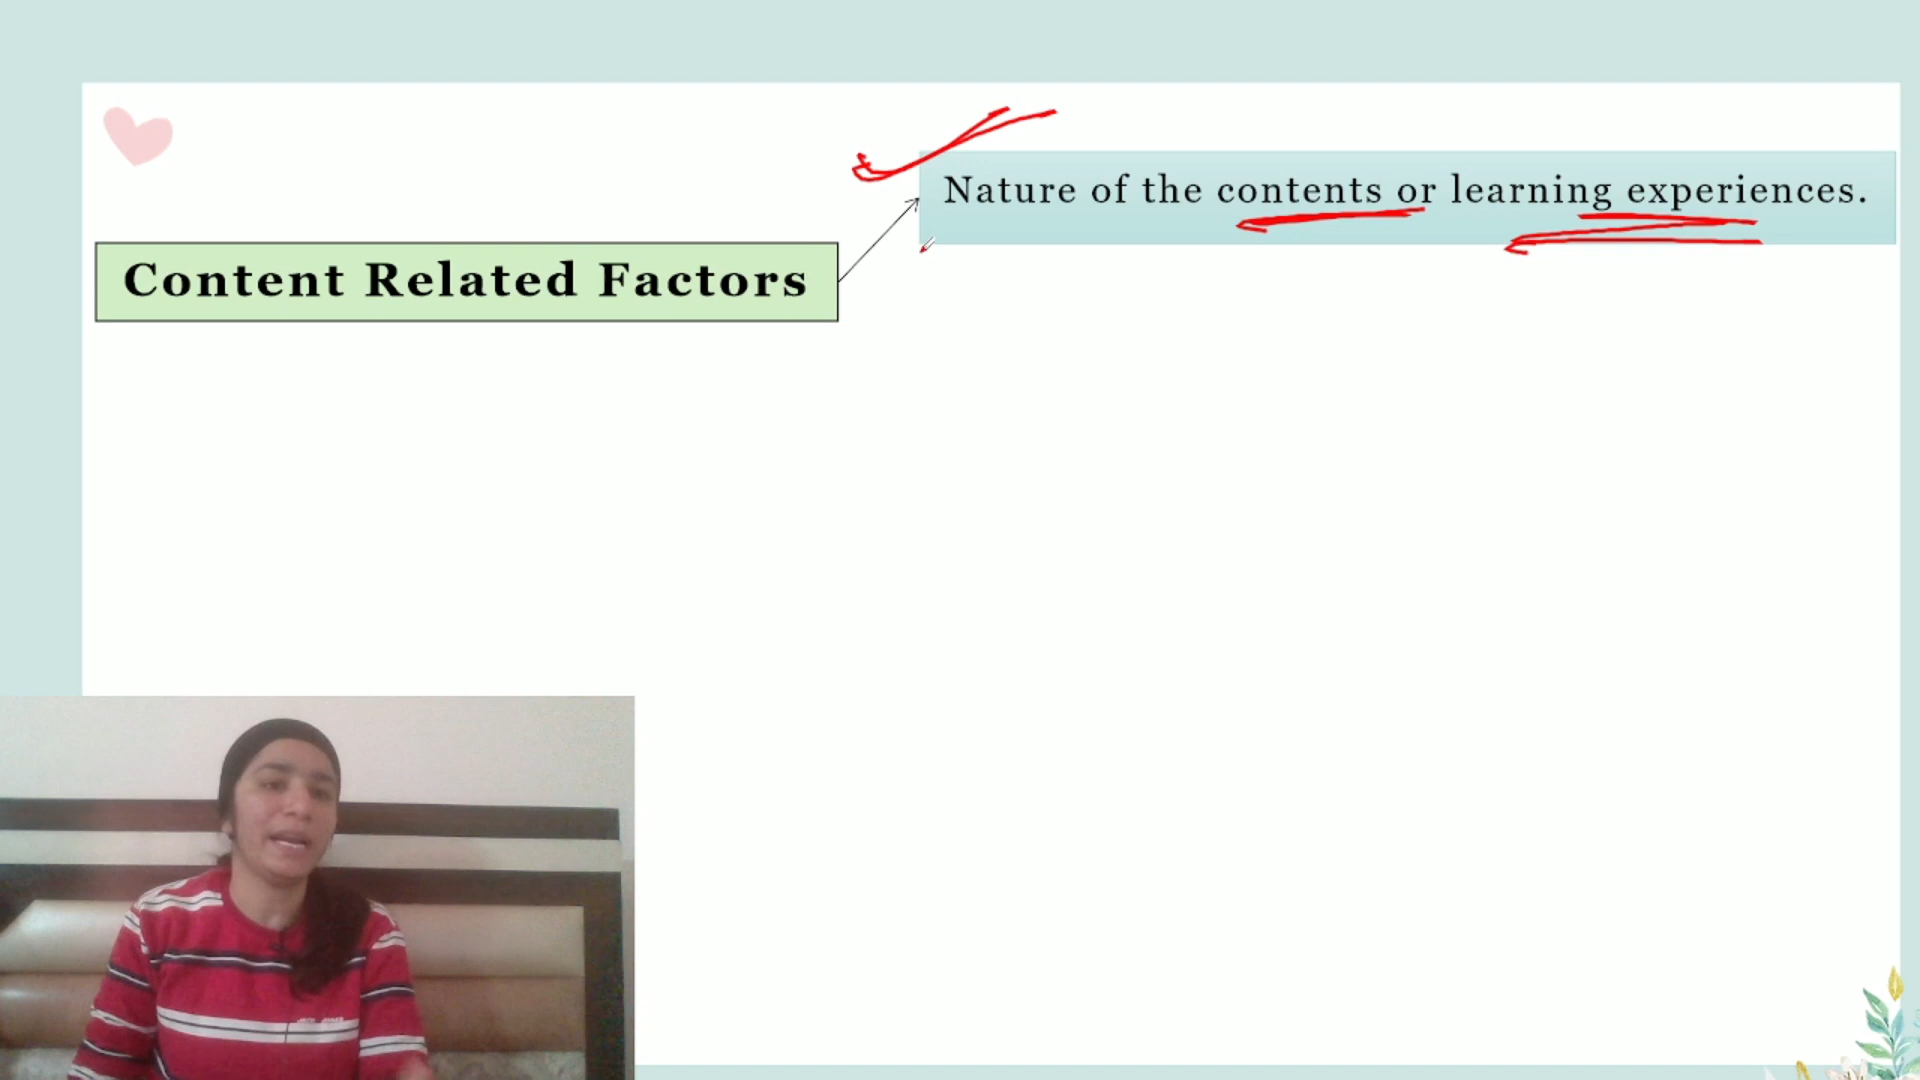 Nature of the contents or learning experiences.
Content Related Factors